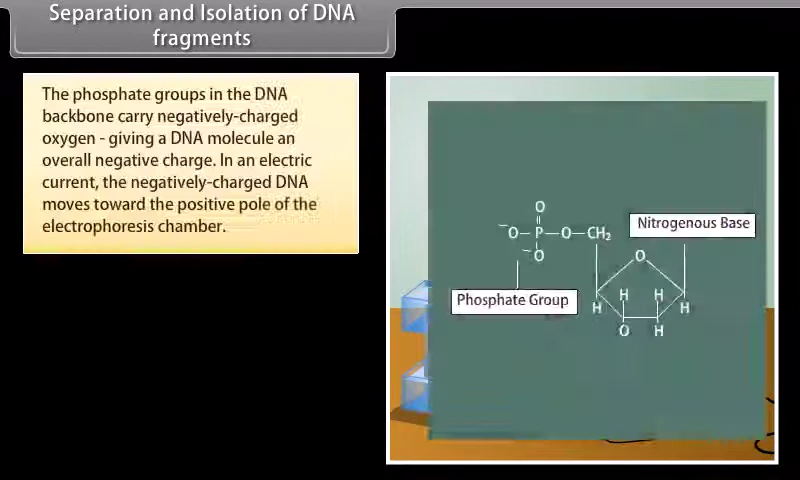 Separation and Isolation of DNA
fragments
The phosphate groups in the DNA
backbone carry negatively-charged
oxygen - giving a DNA molecule an
overall negative charge. In an electric
current, the negatively-charged DNA
moves toward the positive pole of the
electrophoresis chamber.
O
⁻O–P–O–CH₂
⁻O
Nitrogenous Base
O
Phosphate Group
H H H H
O H